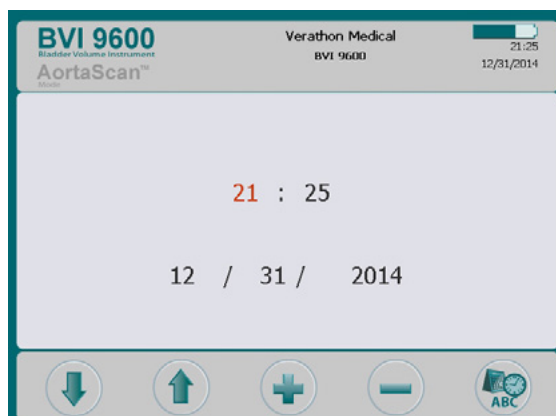 BVI 9600
Bladder Volume Instrument
AortaScan™
Mode
Verathon Medical
BVI 9600
21:25
12/31/2014
21 : 25
12 / 31 / 2014
ABC